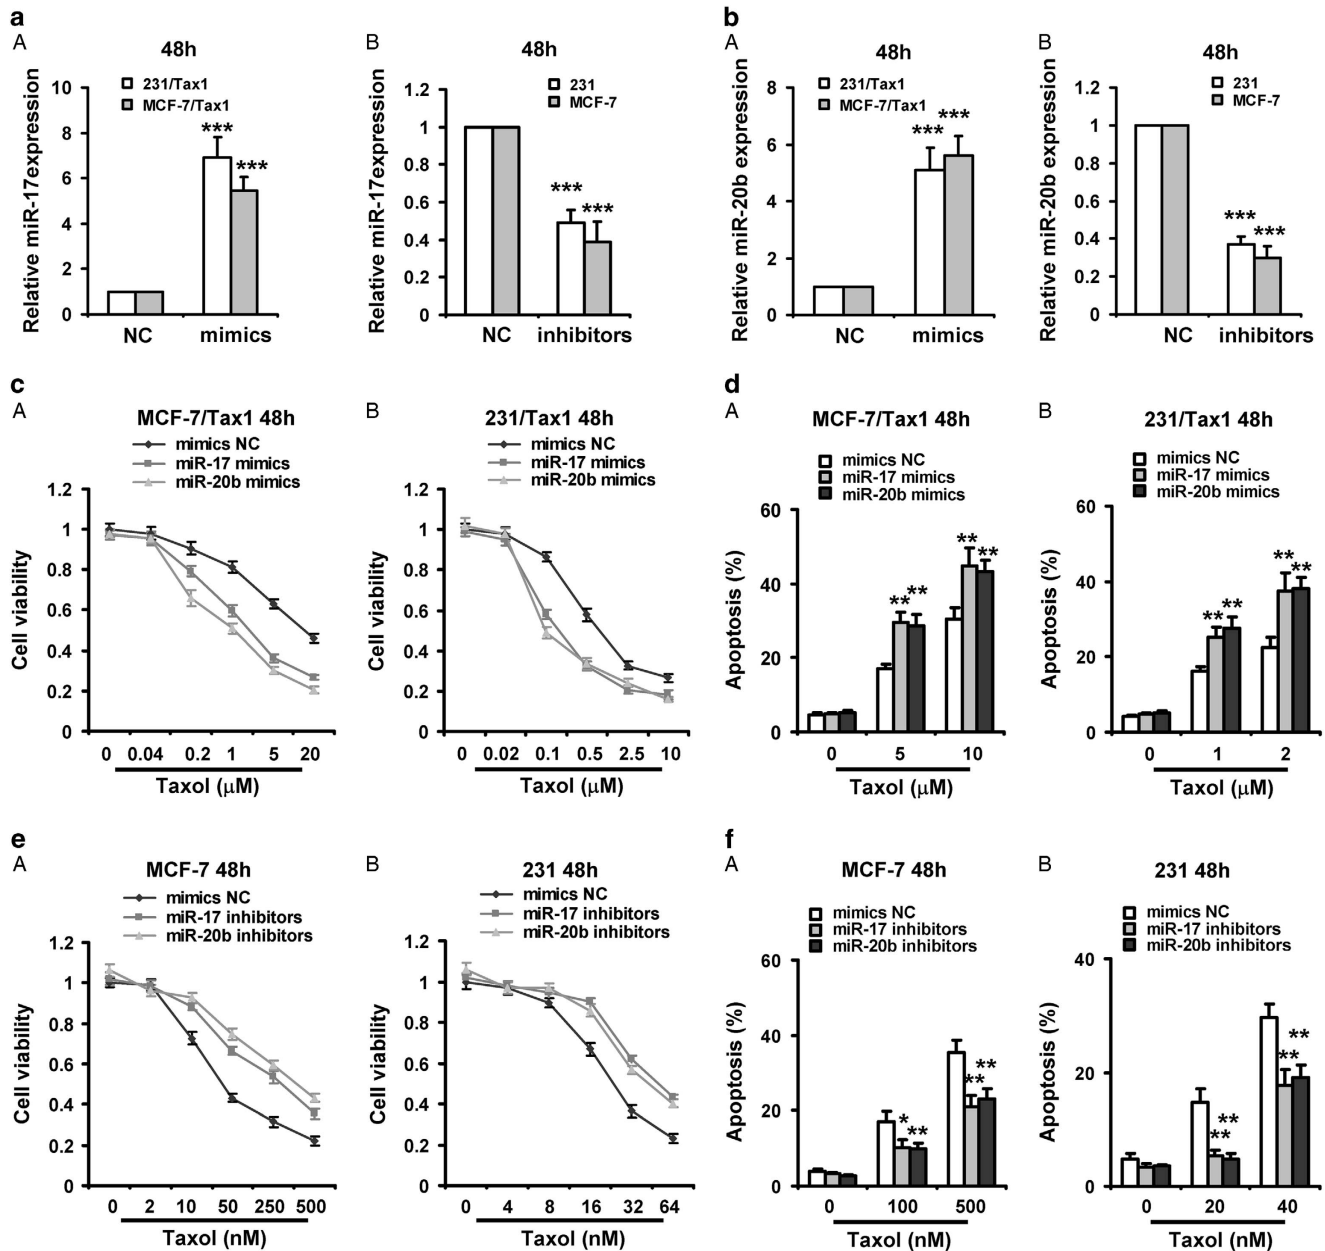 a
A
48h
Relative miR-17expression
231/Tax1
MCF-7/Tax1
10
8
6
4
2
0
***
***
NC mimics
B
48h
Relative miR-17expression
231
MCF-7
1.2
1
0.8
0.6
0.4
0.2
0
***
***
NC inhibitors
b
A
48h
Relative miR-20b expression
231/Tax1
MCF-7/Tax1
8
6
4
2
0
***
***
NC mimics
B
48h
Relative miR-20b expression
231
MCF-7
1.2
1
0.8
0.6
0.4
0.2
0
***
***
NC inhibitors
c
A
MCF-7/Tax1 48h
mimics NC
miR-17 mimics
miR-20b mimics
Cell viability
1.2
1
0.8
0.6
0.4
0.2
0
0 0.04 0.2 1 5 20
Taxol (μM)
B
231/Tax1 48h
mimics NC
miR-17 mimics
miR-20b mimics
Cell viability
1.2
1
0.8
0.6
0.4
0.2
0
0 0.02 0.1 0.5 2.5 10
Taxol (μM)
d
A
MCF-7/Tax1 48h
mimics NC
miR-17 mimics
miR-20b mimics
Apoptosis (%)
60
40
20
0
** **
** **
0 5 10
Taxol (μM)
B
231/Tax1 48h
mimics NC
miR-17 mimics
miR-20b mimics
Apoptosis (%)
60
40
20
0
** **
** **
0 1 2
Taxol (μM)
e
A
MCF-7 48h
mimics NC
miR-17 inhibitors
miR-20b inhibitors
Cell viability
1.2
1
0.8
0.6
0.4
0.2
0
0 2 10 50 250 500
Taxol (nM)
B
231 48h
mimics NC
miR-17 inhibitors
miR-20b inhibitors
Cell viability
1.2
1
0.8
0.6
0.4
0.2
0
0 4 8 16 32 64
Taxol (nM)
f
A
MCF-7 48h
mimics NC
miR-17 inhibitors
miR-20b inhibitors
Apoptosis (%)
60
40
20
0
* **
** **
0 100 500
Taxol (nM)
B
231 48h
mimics NC
miR-17 inhibitors
miR-20b inhibitors
Apoptosis (%)
40
20
0
** **
** **
0 20 40
Taxol (nM)